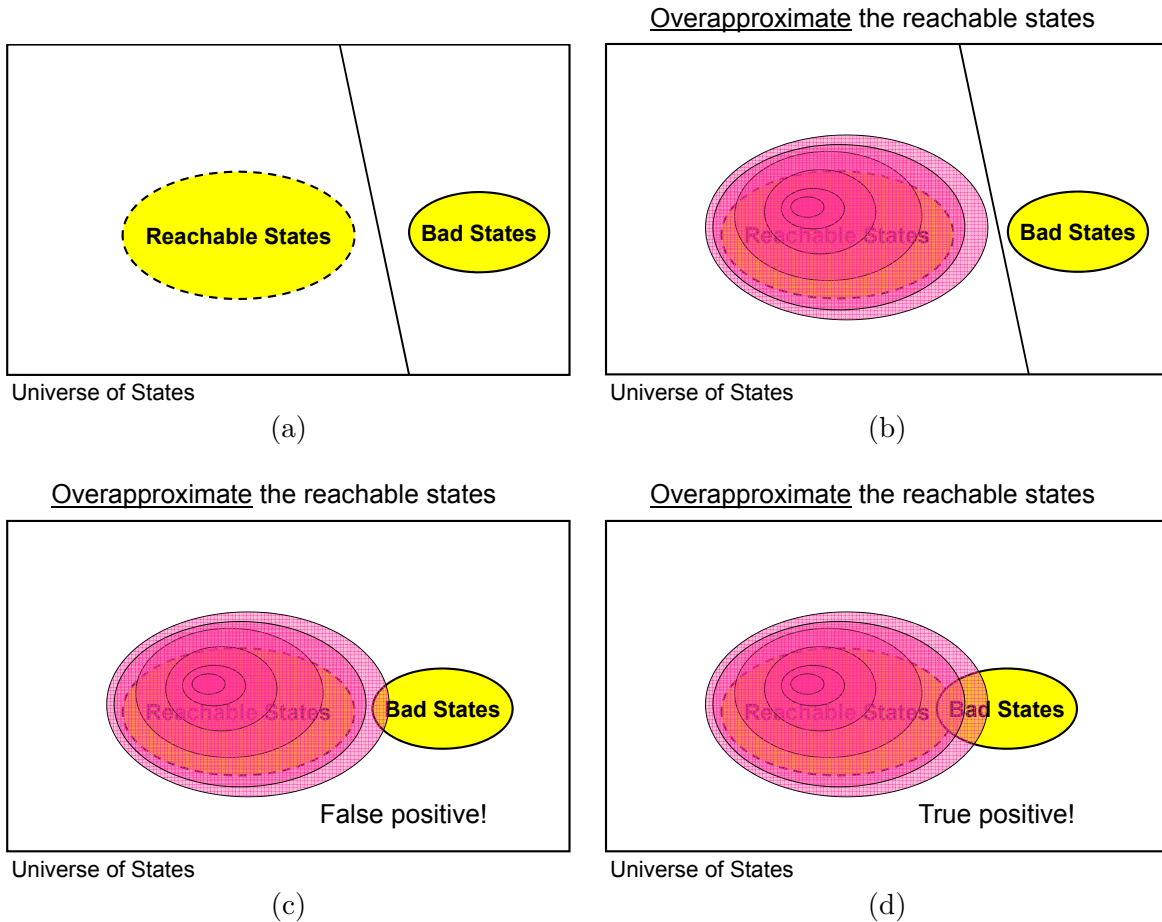 Overapproximate the reachable states
Reachable States
Bad States
Reachable States
Bad States
Universe of States
Universe of States
(a)
(b)
Overapproximate the reachable states
Overapproximate the reachable states
Reachable States
Bad States
Reachable States
Bad States
False positive!
True positive!
Universe of States
Universe of States
(c)
(d)